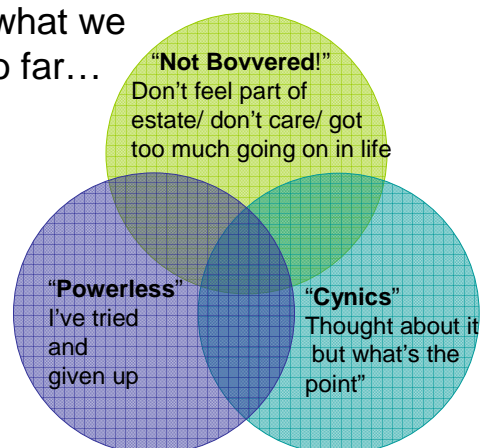 what we
o far…
“Not Bovvered!”
Don’t feel part of
estate/ don’t care/ got
too much going on in life
“Powerless”
I’ve tried
and
given up
“Cynics”
Thought about it
but what’s the
point”